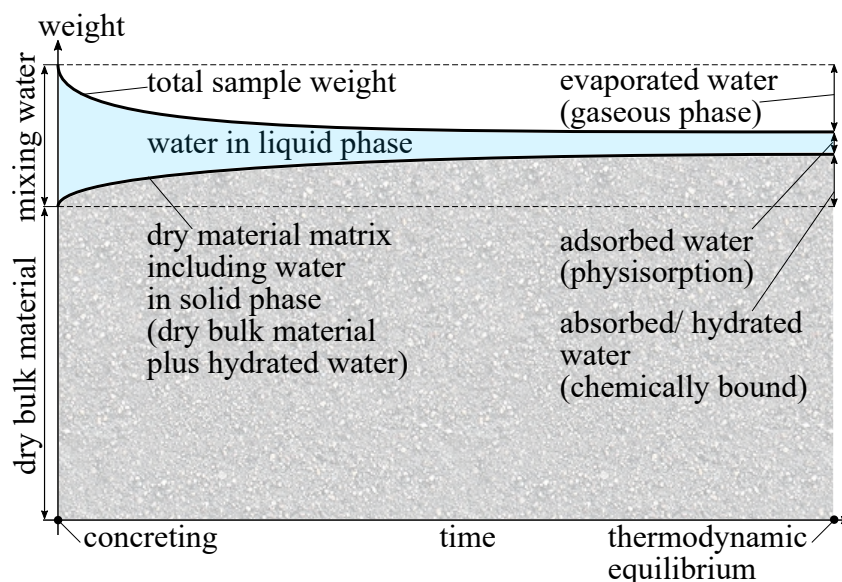 weight
total sample weight
evaporated water
(gaseous phase)
mixing water
water in liquid phase
dry material matrix
including water
in solid phase
(dry bulk material
plus hydrated water)
adsorbed water
(physisorption)
absorbed/ hydrated
water
(chemically bound)
dry bulk material
concreting
time
thermodynamic
equilibrium